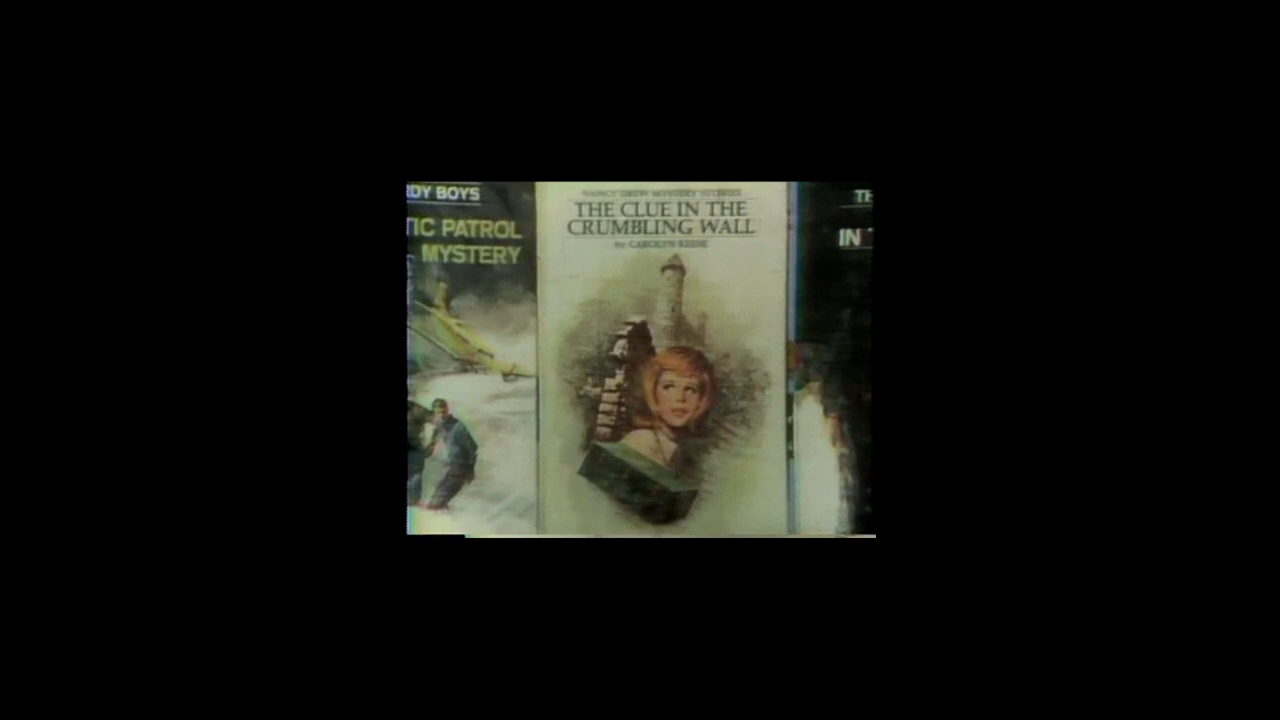 RDY BOYS
TIC PATROL
MYSTERY
NANCY DREW MYSTERY STORIES
THE CLUE IN THE
CRUMBLING WALL
by CAROLYN KEENE
TH
IN